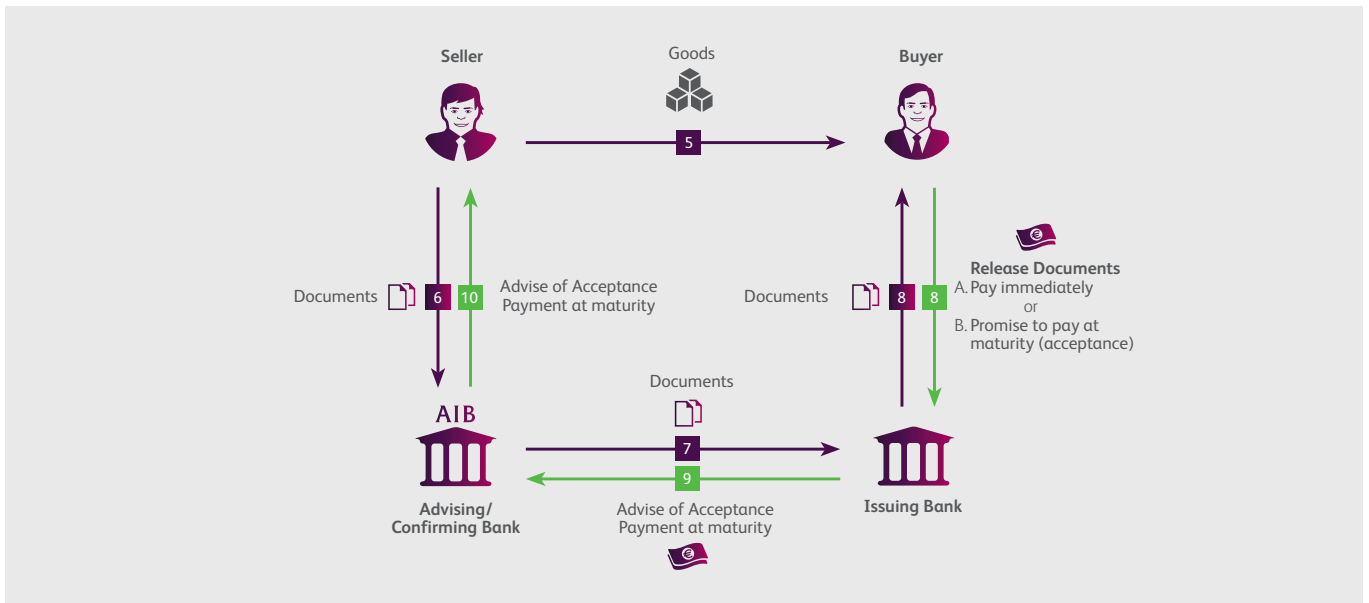 Seller
Goods
Buyer
5
Documents
6
10
Advise of Acceptance
Payment at maturity
Documents
8
8
Release Documents
A. Pay immediately
or
B. Promise to pay at
maturity (acceptance)
Documents
AIB
7
9
Advising/
Confirming Bank
Advise of Acceptance
Payment at maturity
Issuing Bank